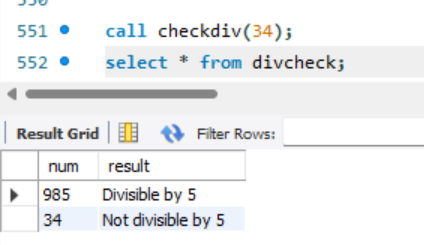 551 call checkdiv(34);
552 select * from divcheck;
Result Grid Filter Rows:
num result
985 Divisible by 5
34 Not divisible by 5